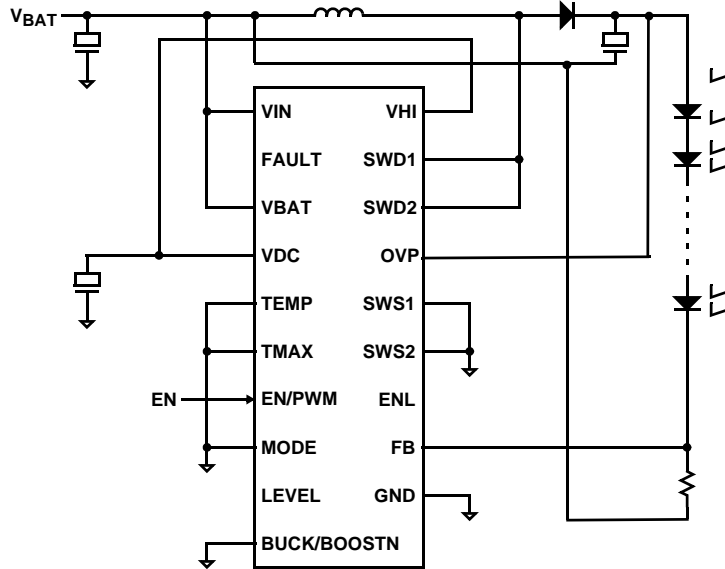 VBAT
VIN VHI
FAULT SWD1
VBAT SWD2
VDC OVP
TEMP SWS1
TMAX SWS2
EN EN/PWM ENL
MODE FB
LEVEL GND
BUCK/BOOSTN